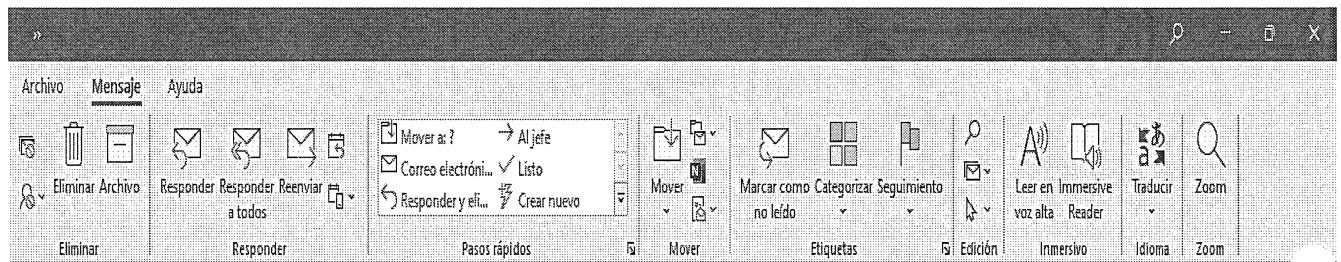 »
Archivo Mensaje Ayuda
Eliminar Archivo
Responder Responder a todos Reenviar
Mover a: ? Al jefe
Correo electróni... Listo
Responder y eli... Crear nuevo
Mover
Marcar como no leído Categorizar Seguimiento
Leer en voz alta Immersive Reader
Traducir
Zoom
Eliminar Responder Pasos rápidos Mover Etiquetas Edición Inmersivo Idioma Zoom